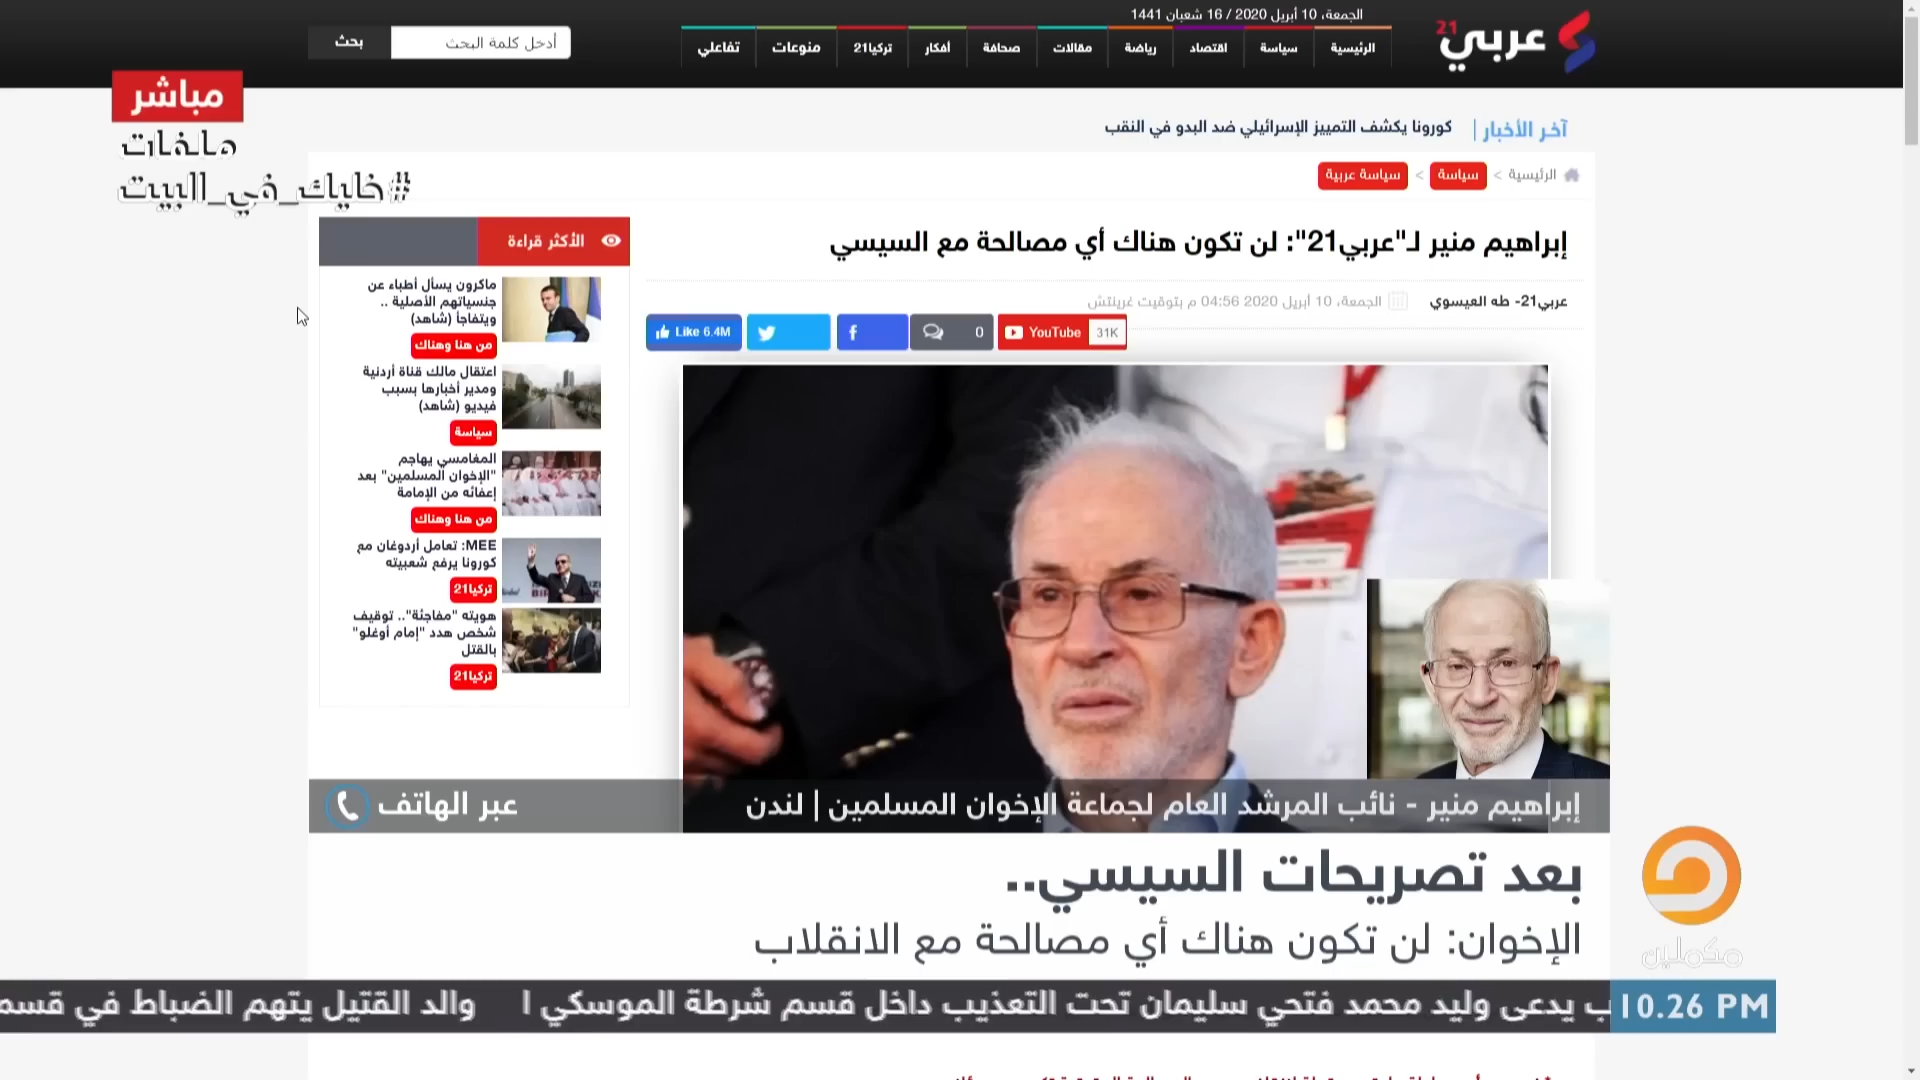 الجمعة، 10 أبريل 2020 / 16 شعبان 1441
عربي21
الرئيسية
سياسة
اقتصاد
رياضة
مقالات
صحافة
أفكار
تركيا21
منوعات
تفاعلي
أدخل كلمة البحث
بحث
مباشر
ملفات
#خليك_في_البيت
آخر الأخبار
كورونا يكشف التمييز الإسرائيلي ضد البدو في النقب
الرئيسية > سياسة > سياسة عربية
إبراهيم منير لـ"عربي21": لن تكون هناك أي مصالحة مع السيسي
عربي21- طه العيسوي
الجمعة، 10 أبريل 2020 04:56 م بتوقيت غرينتش
Like 6.4M
0
YouTube 31K
الأكثر قراءة
ماكرون يسأل أطباء عن
جنسياتهم الأصلية ..
ويتفاجأ (شاهد)
من هنا وهناك
اعتقال مالك قناة أردنية
ومدير أخبارها بسبب
فيديو (شاهد)
سياسة
المغامسي يهاجم
"الإخوان المسلمين" بعد
إعفائه من الإمامة
من هنا وهناك
MEE: تعامل أردوغان مع
كورونا يرفع شعبيته
تركيا21
هويته "مفاجئة".. توقيف
شخص هدد "إمام أوغلو"
بالقتل
تركيا21
إبراهيم منير - نائب المرشد العام لجماعة الإخوان المسلمين | لندن
عبر الهاتف
بعد تصريحات السيسي..
الإخوان: لن تكون هناك أي مصالحة مع الانقلاب
مكملين
يدعى وليد محمد فتحي سليمان تحت التعذيب داخل قسم شرطة الموسكي
والد القتيل يتهم الضباط في قسم
10.26 PM